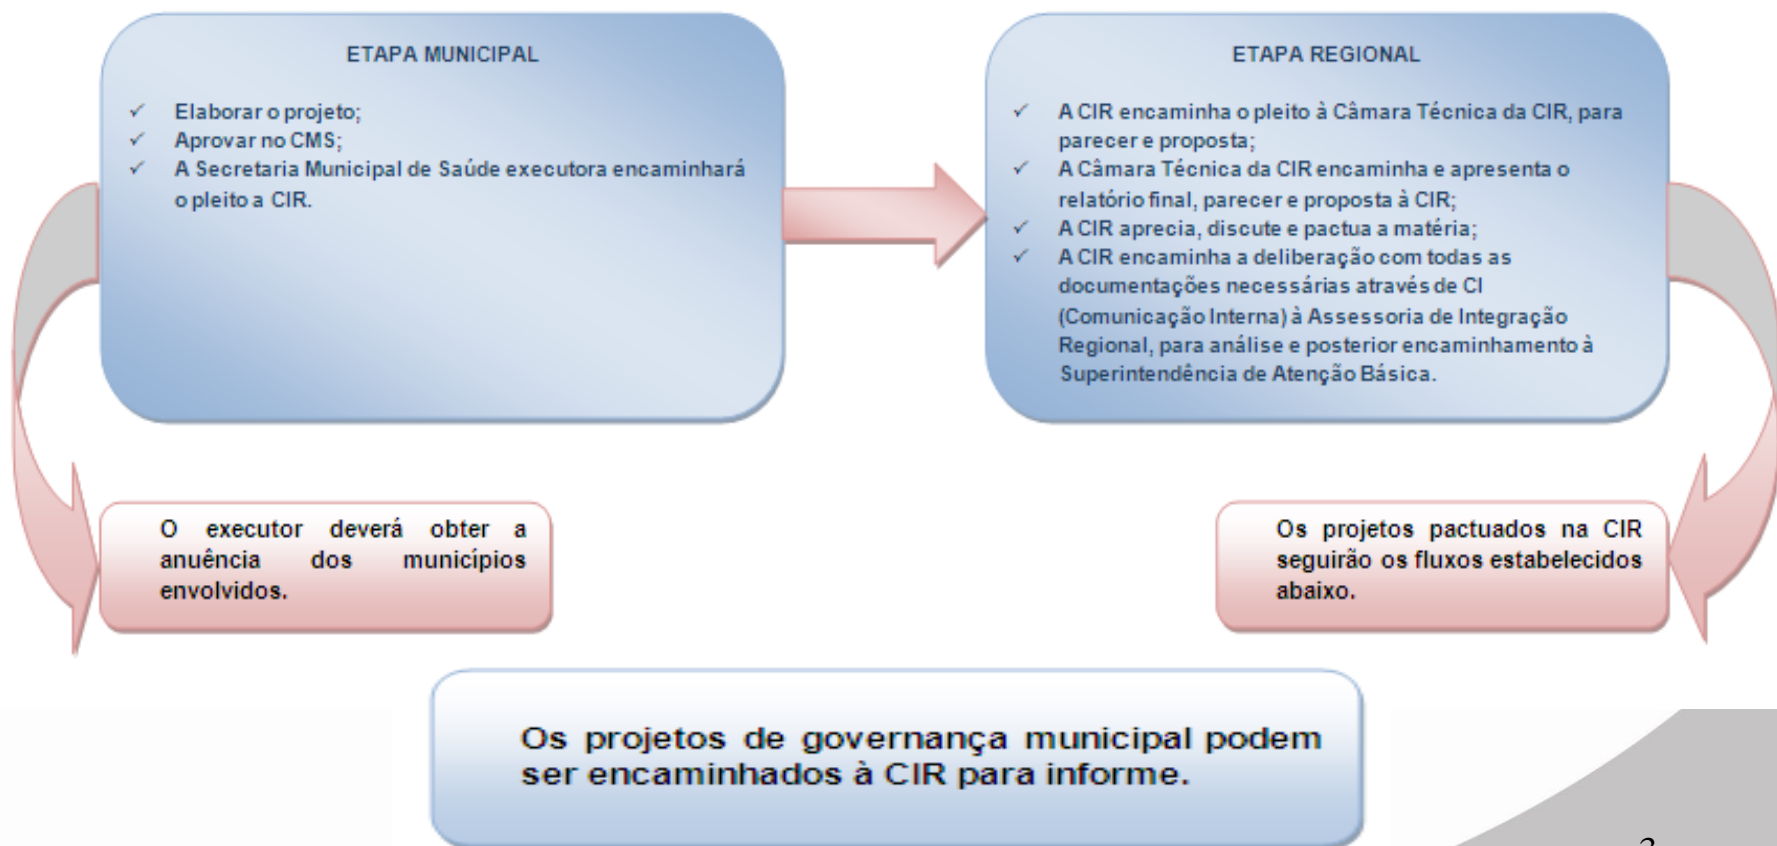 ETAPA MUNICIPAL
✓ Elaborar o projeto;
✓ Aprovar no CMS;
✓ A Secretaria Municipal de Saúde executora encaminhará
o pleito a CIR.
ETAPA REGIONAL
✓ A CIR encaminha o pleito à Câmara Técnica da CIR, para
parecer e proposta;
✓ A Câmara Técnica da CIR encaminha e apresenta o
relatório final, parecer e proposta à CIR;
✓ A CIR aprecia, discute e pactua a matéria;
✓ A CIR encaminha a deliberação com todas as
documentações necessárias através de CI
(Comunicação Interna) à Assessoria de Integração
Regional, para análise e posterior encaminhamento à
Superintendência de Atenção Básica.
O executor deverá obter a
anuência dos municípios
envolvidos.
Os projetos pactuados na CIR
seguirão os fluxos estabelecidos
abaixo.
Os projetos de governança municipal podem
ser encaminhados à CIR para informe.